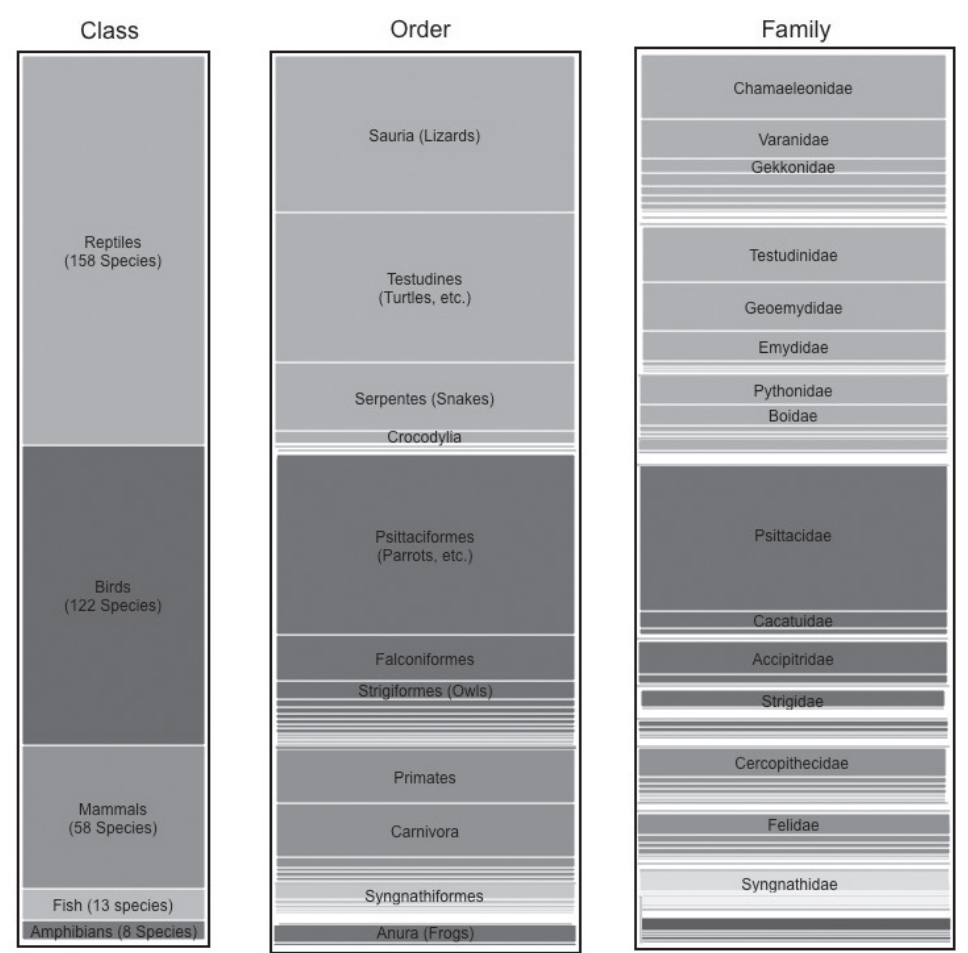 Class
Reptiles
(158 Species)
Birds
(122 Species)
Mammals
(58 Species)
Fish (13 species)
Amphibians (8 Species)
Order
Sauria (Lizards)
Testudines
(Turtles, etc.)
Serpentes (Snakes)
Crocodylia
Psittaciformes
(Parrots, etc.)
Falconiformes
Strigiformes (Owls)
Primates
Carnivora
Syngnathiformes
Anura (Frogs)
Family
Chamaeleonidae
Varanidae
Gekkonidae
Testudinidae
Geoemydidae
Emydidae
Pythonidae
Boidae
Psittacidae
Cacatuidae
Accipitridae
Strigidae
Cercopithecidae
Felidae
Syngnathidae